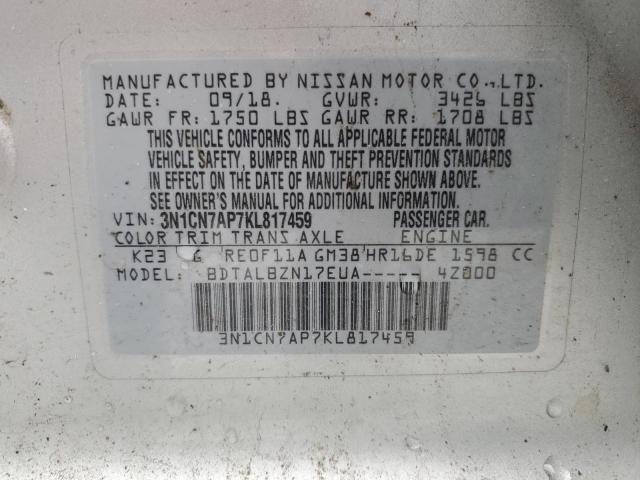 MANUFACTURED BY NISSAN MOTOR CO., LTD.
DATE: 09/18. GVWR: 3426 LBS
GAWR FR: 1750 LBS GAWR RR: 1708 LBS
THIS VEHICLE CONFORMS TO ALL APPLICABLE FEDERAL MOTOR
VEHICLE SAFETY, BUMPER AND THEFT PREVENTION STANDARDS
IN EFFECT ON THE DATE OF MANUFACTURE SHOWN ABOVE.
SEE OWNER'S MANUAL FOR ADDITIONAL INFORMATION.
VIN: 3N1CN7AP7KL817459 PASSENGER CAR.
COLOR TRIM TRANS AXLE ENGINE
K23 G RE0F11A GM38 HR16DE 1598 CC
MODEL: BDTALBZN17EUA----- 4Z000
3N1CN7AP7KL817459